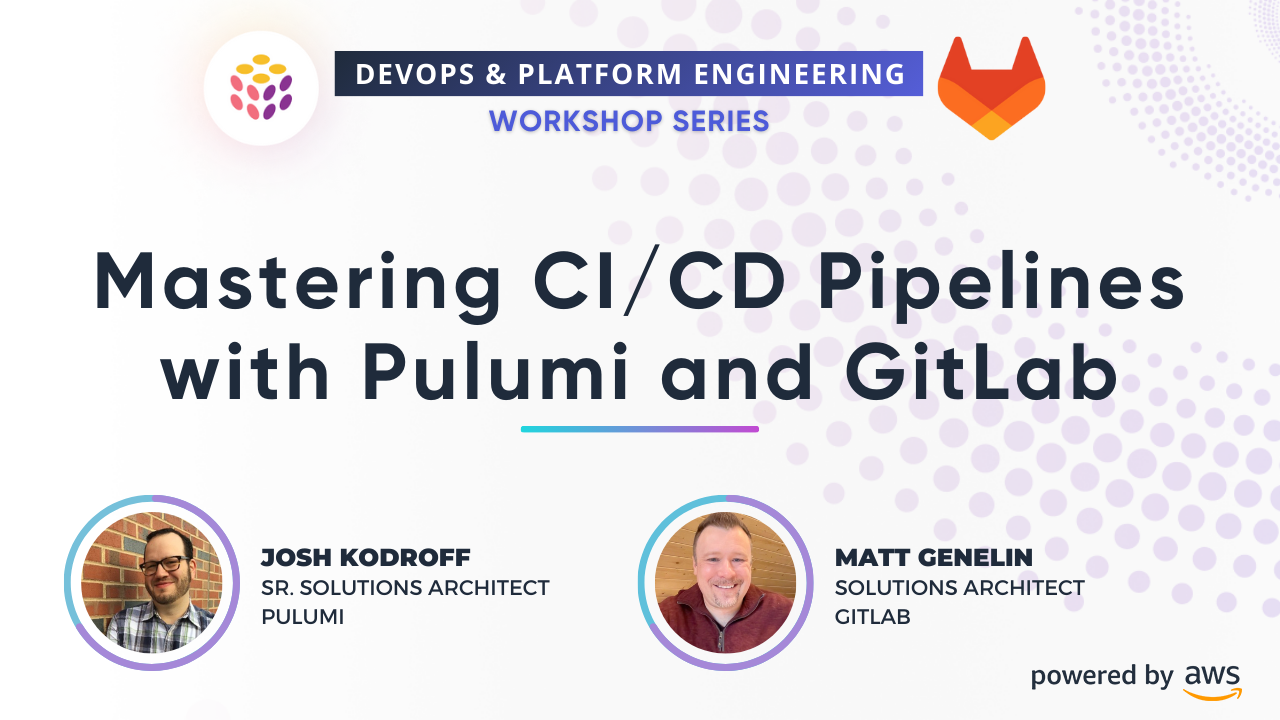 DEVOPS & PLATFORM ENGINEERING
WORKSHOP SERIES
Mastering CI/CD Pipelines
with Pulumi and GitLab
JOSH KODROFF
SR. SOLUTIONS ARCHITECT
PULUMI
MATT GENELIN
SOLUTIONS ARCHITECT
GITLAB
powered by aws